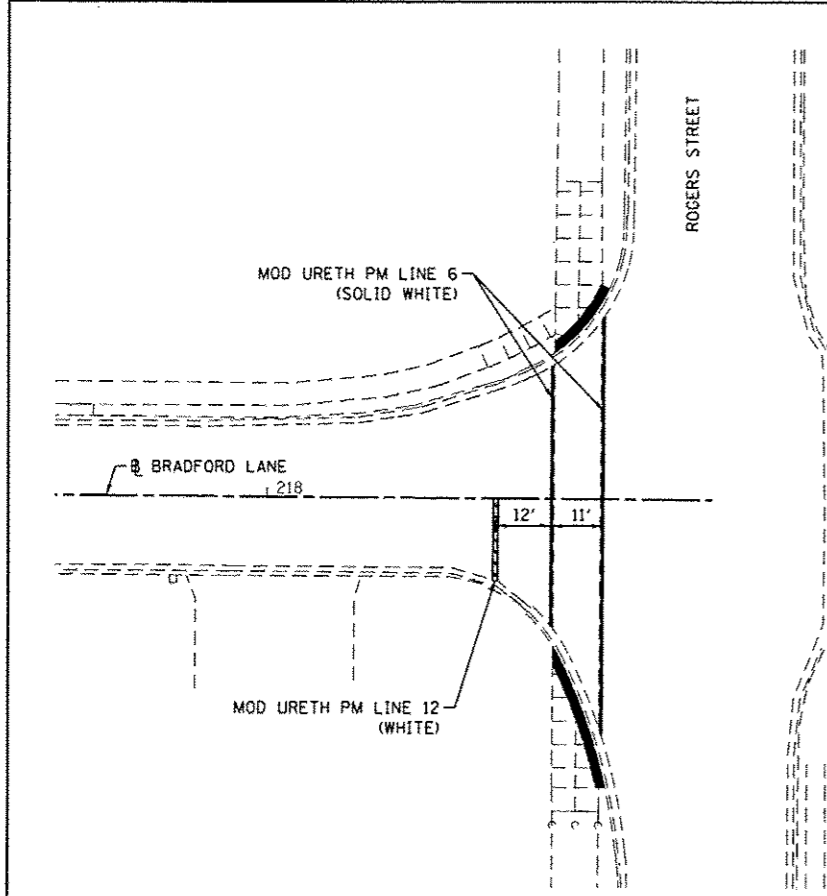 ROGERS STREET
MOD URETH PM LINE 6
(SOLID WHITE)
BRADFORD LANE
218
12'
11'
MOD URETH PM LINE 12
(WHITE)